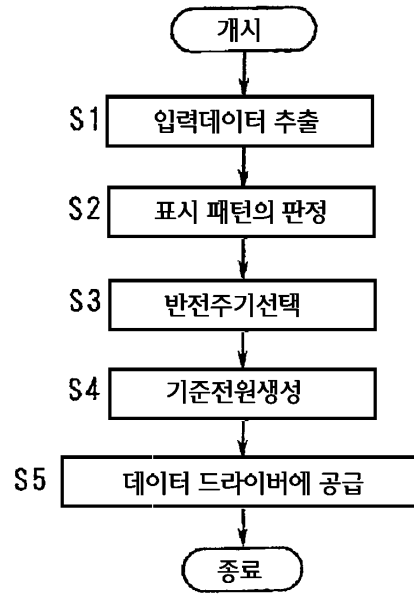 개시
S1 입력데이터 추출
S2 표시 패턴의 판정
S3 반전주기선택
S4 기준전원생성
S5 데이터 드라이버에 공급
종료